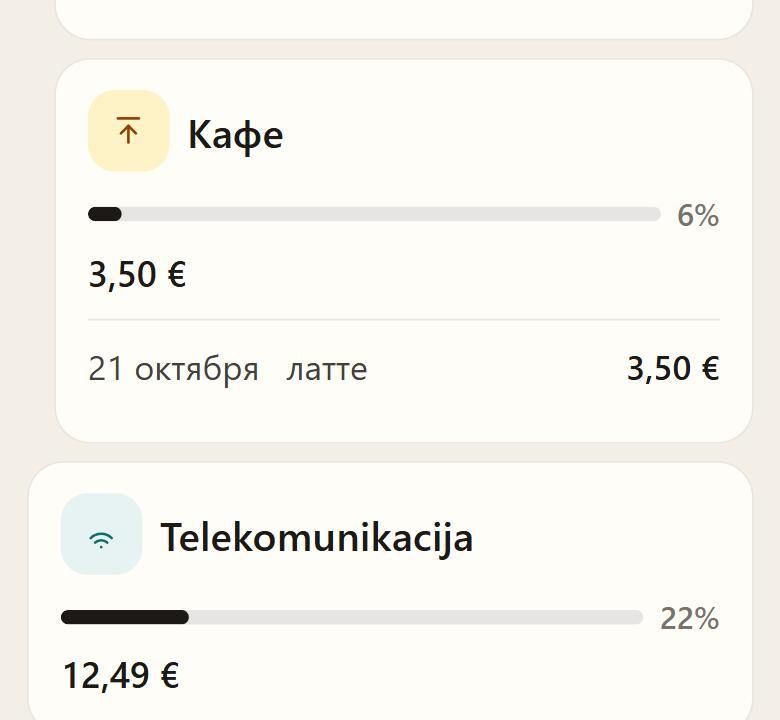 Кафе
6%
3,50 €
21 октября латте 3,50 €
Telekomunikacija
22%
12,49 €